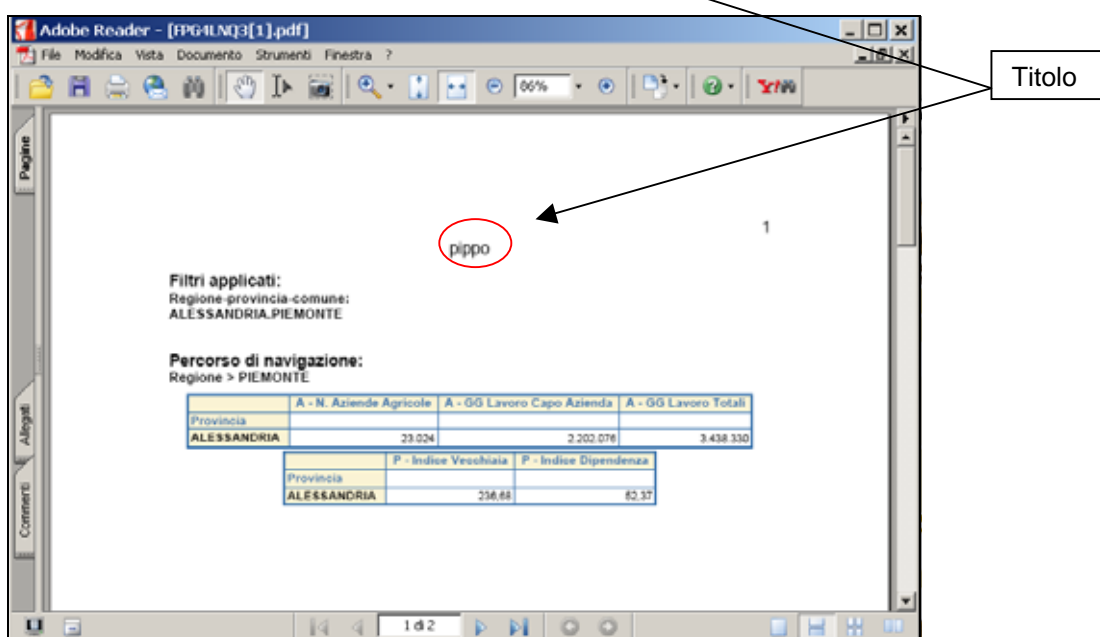 Adobe Reader - [FPG4LNQ3[1].pdf]
File Modifica Vista Documento Strumenti Finestra ?
Titolo
86%
Pagine
1
pippo
Filtri applicati:
Regione-provincia-comune:
ALESSANDRIA.PIEMONTE
Percorso di navigazione:
Regione > PIEMONTE
A - N. Aziende Agricole A - GG Lavoro Capo Azienda A - GG Lavoro Totali
Provincia
ALESSANDRIA 23.024 2.202.076 3.438.330
P - Indice Vecchiaia P - Indice Dipendenza
Provincia
ALESSANDRIA 236,68 62,37
Allegati
Commenti
1 di 2